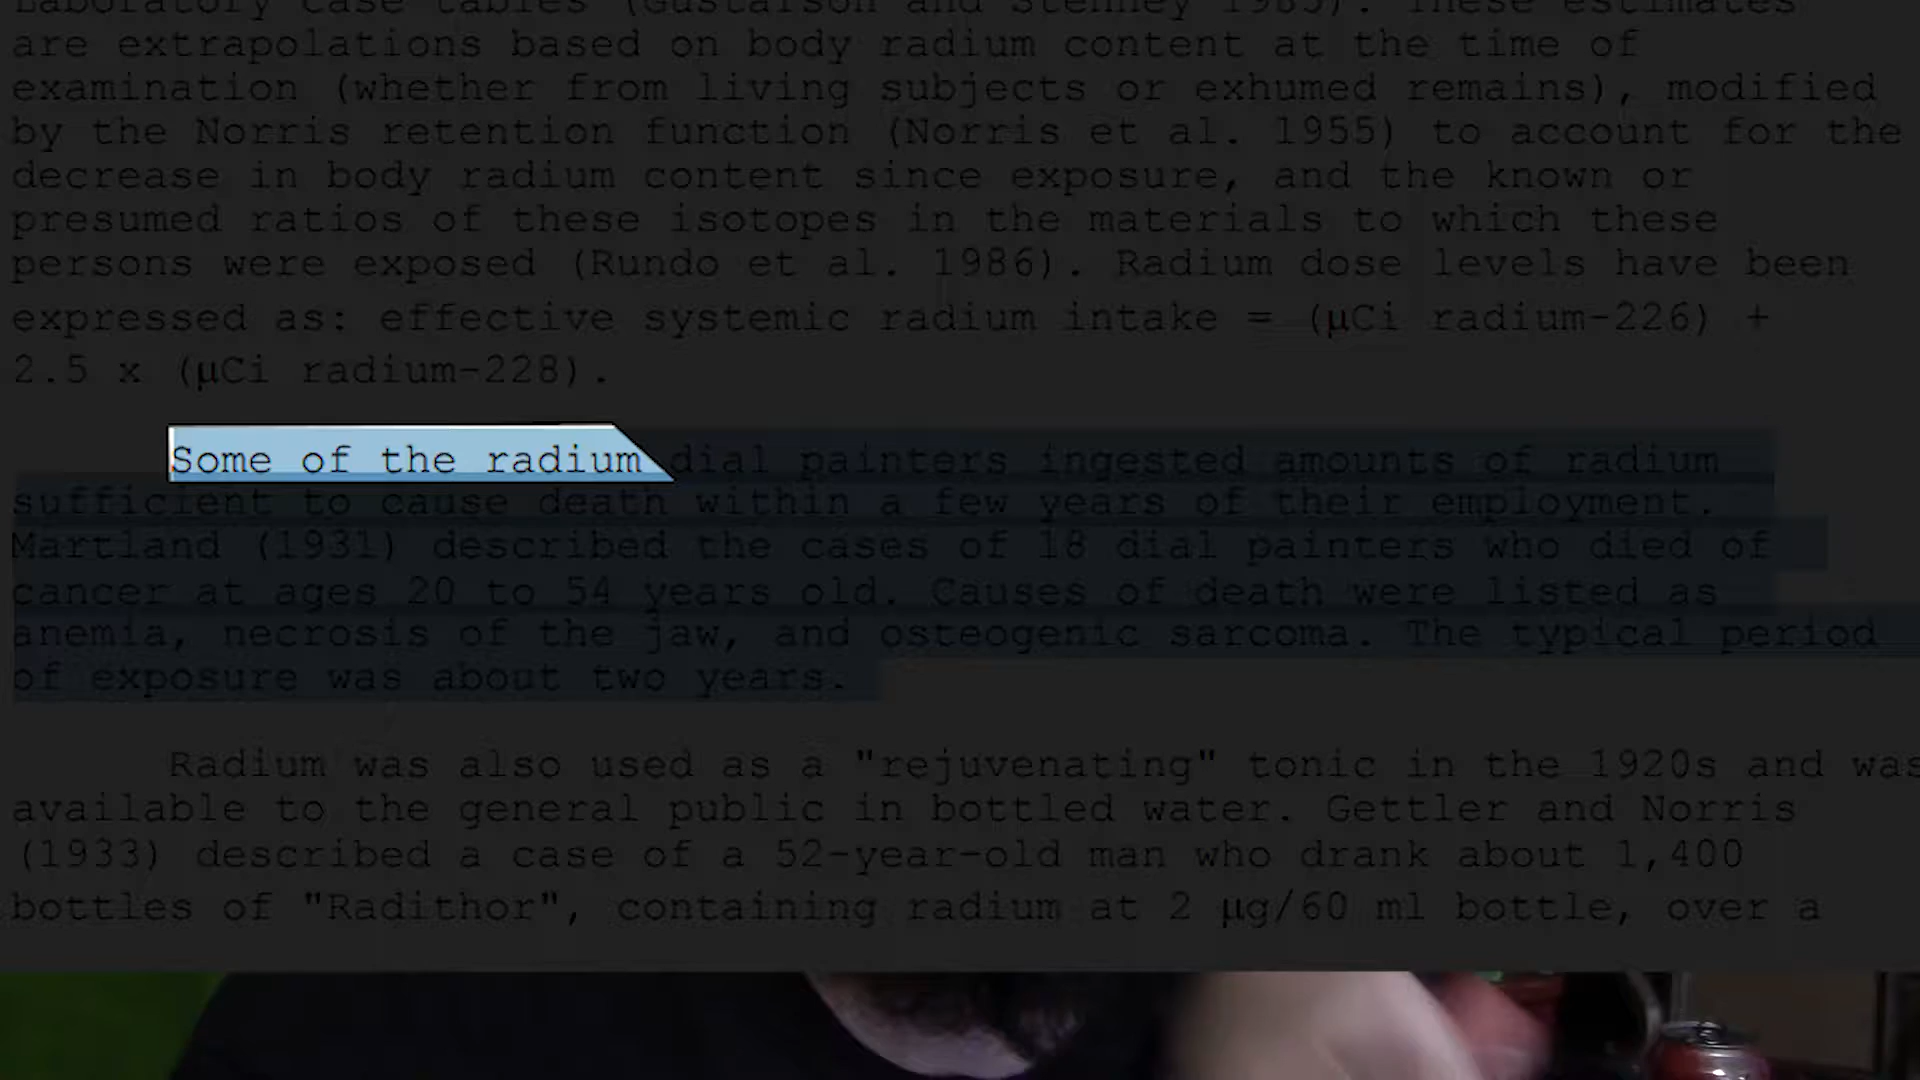 Laboratory case tables (Gustafson and Stehney 1985). These estimates
are extrapolations based on body radium content at the time of
examination (whether from living subjects or exhumed remains), modified
by the Norris retention function (Norris et al. 1955) to account for the
decrease in body radium content since exposure, and the known or
presumed ratios of these isotopes in the materials to which these
persons were exposed (Rundo et al. 1986). Radium dose levels have been
expressed as: effective systemic radium intake = (µCi radium-226) +
2.5 x (µCi radium-228).
Some of the radium dial painters ingested amounts of radium
sufficient to cause death within a few years of their employment.
Martland (1931) described the cases of 18 dial painters who died of
cancer at ages 20 to 54 years old. Causes of death were listed as
anemia, necrosis of the jaw, and osteogenic sarcoma. The typical period
of exposure was about two years.
Radium was also used as a "rejuvenating" tonic in the 1920s and was
available to the general public in bottled water. Gettler and Norris
(1933) described a case of a 52-year-old man who drank about 1,400
bottles of "Radithor", containing radium at 2 µg/60 ml bottle, over a